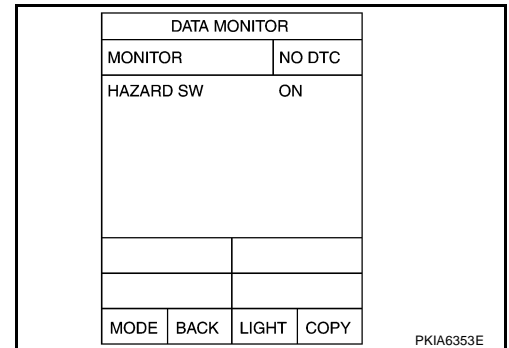 DATA MONITOR
MONITOR NO DTC
HAZARD SW ON
MODE BACK LIGHT COPY
PKIA6353E